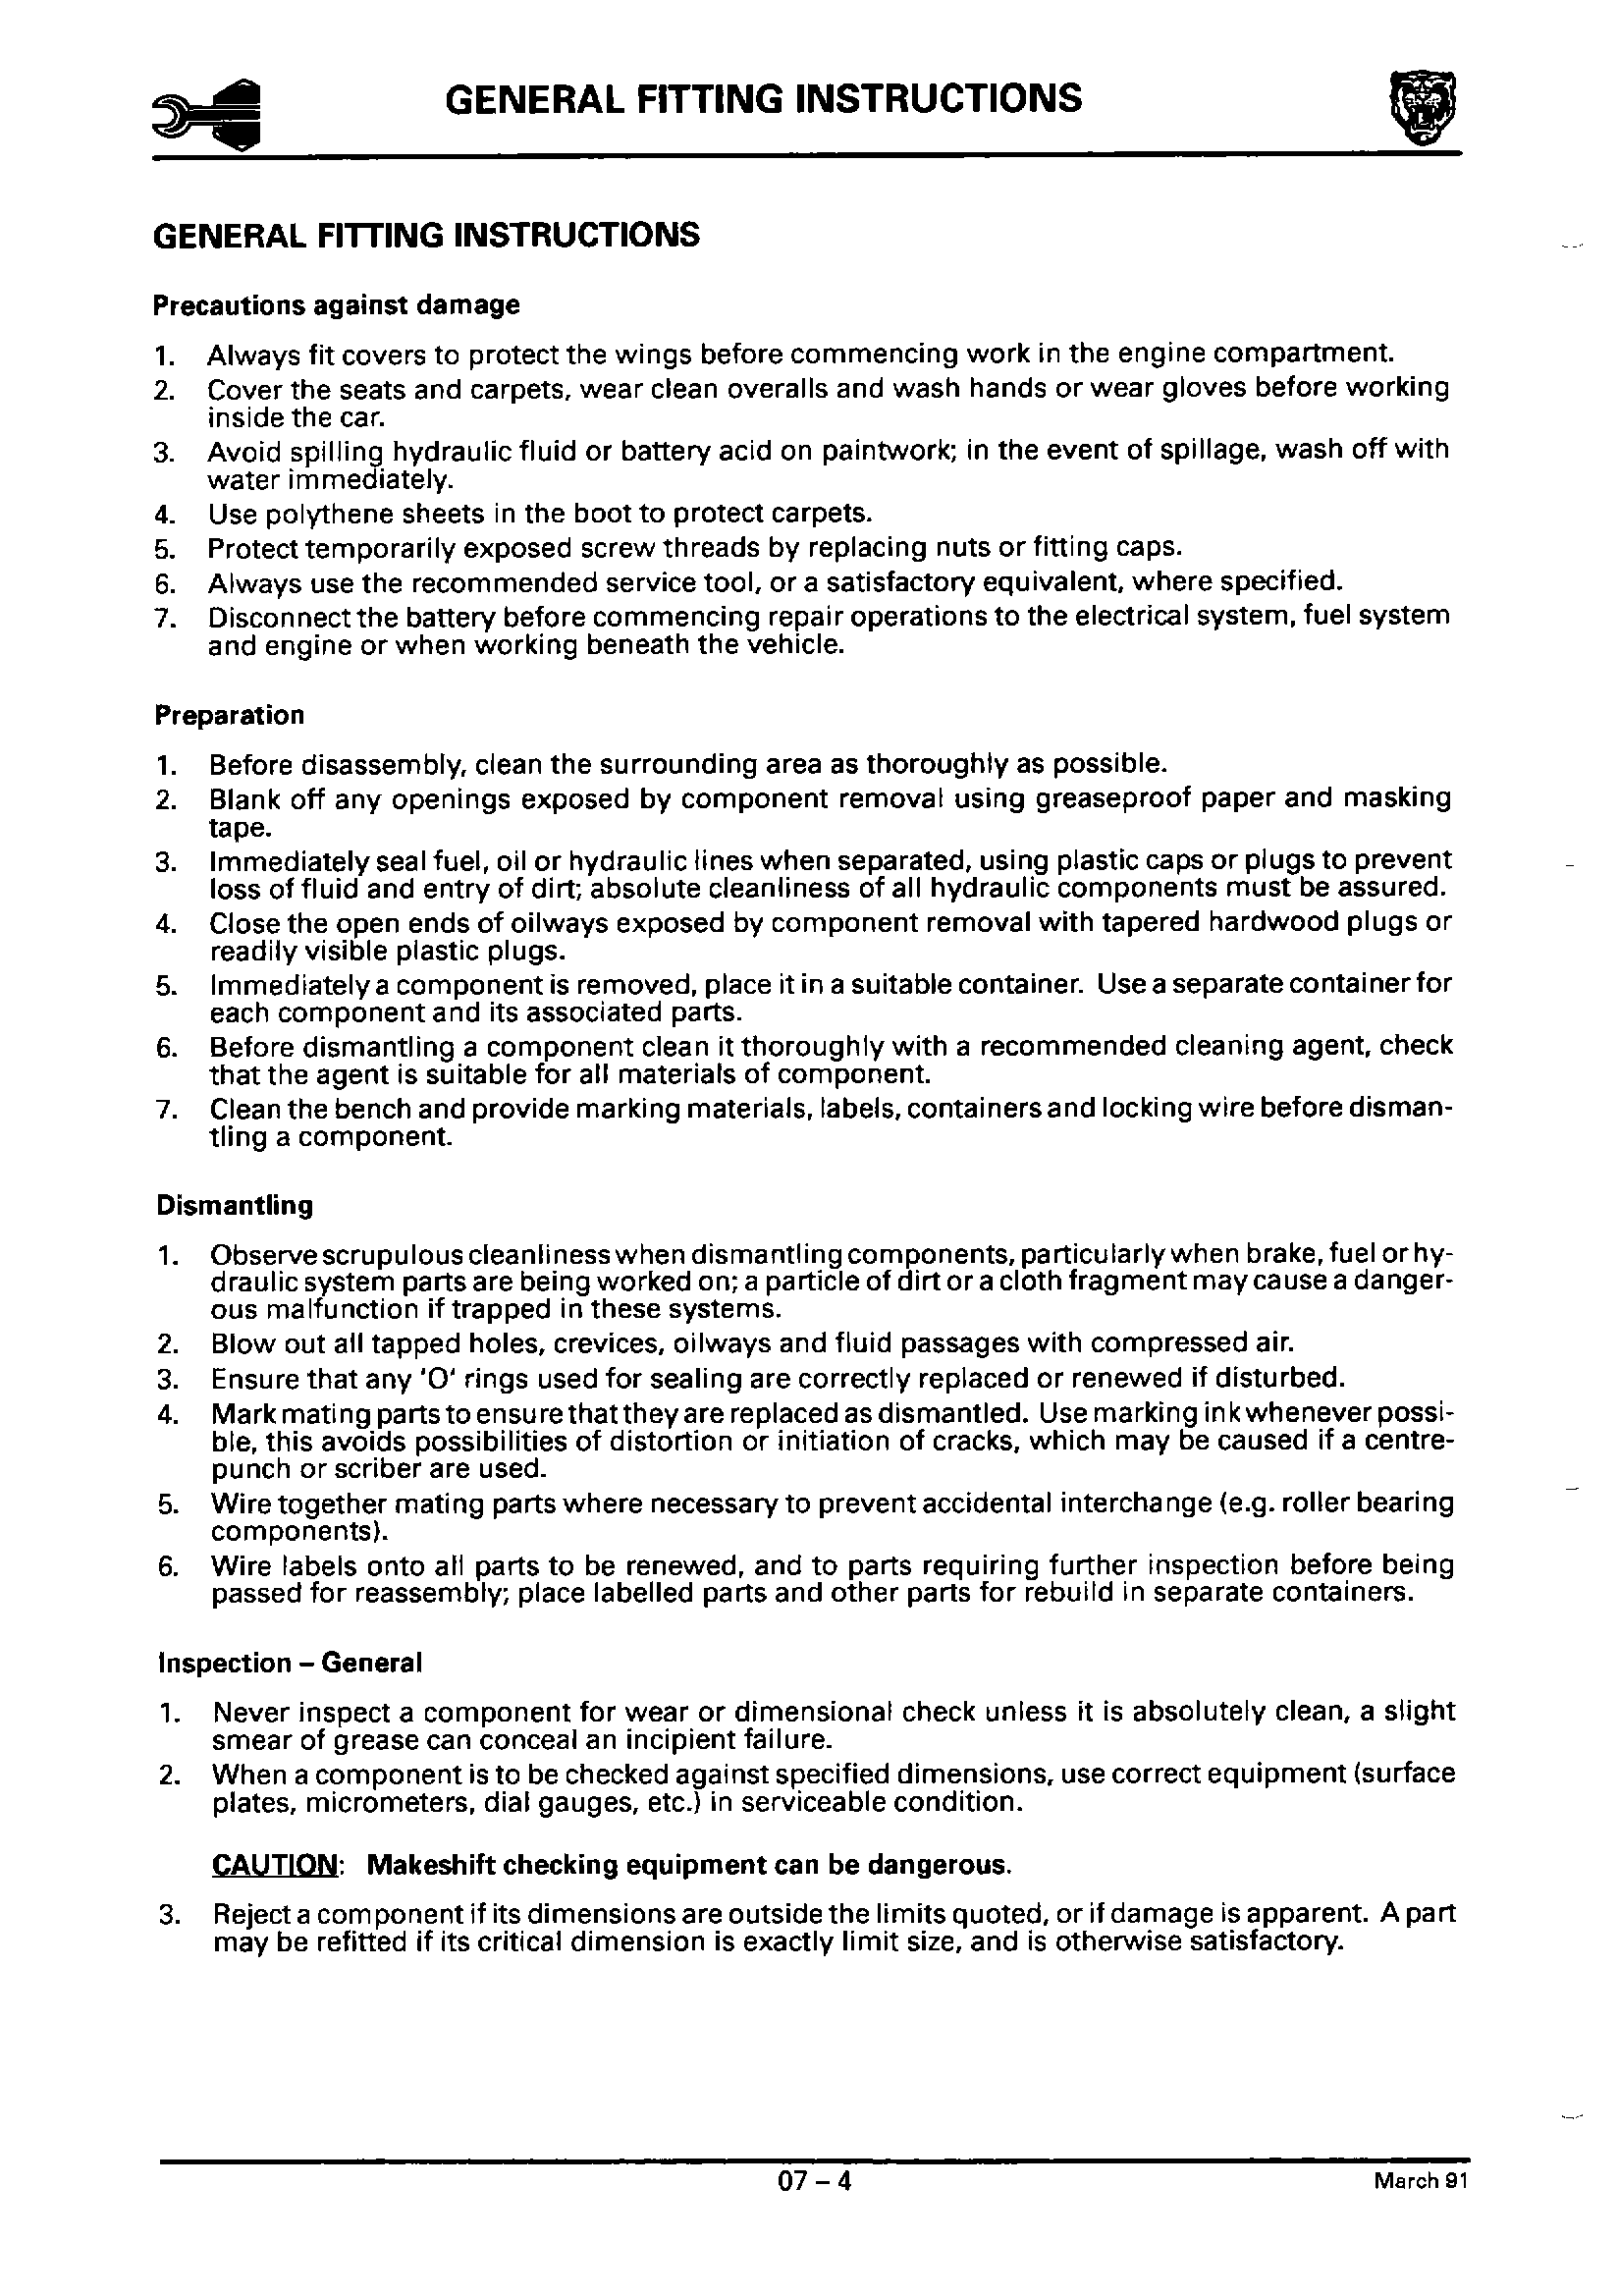 GENERAL FITTING INSTRUCTIONS
GENERAL FITTING INSTRUCTIONS
Precautions against damage
1. Always fit covers to protect the wings before commencing work in the engine compartment.
2. Cover the seats and carpets, wear clean overalls and wash hands or wear gloves before working
inside the car.
3. Avoid spilling hydraulic fluid or battery acid on paintwork; in the event of spillage, wash off with
water immediately.
4. Use polythene sheets in the boot to protect carpets.
5. Protect temporarily exposed screw threads by replacing nuts or fitting caps.
6. Always use the recommended service tool, or a satisfactory equivalent, where specified.
7. Disconnect the battery before commencing repair operations to the electrical system, fuel system
and engine or when working beneath the vehicle.
Preparation
1. Before disassembly, clean the surrounding area as thoroughly as possible.
2. Blank off any openings exposed by component removal using greaseproof paper and masking
tape.
3. Immediately seal fuel, oil or hydraulic lines when separated, using plastic caps or plugs to prevent
loss of fluid and entry of dirt; absolute cleanliness of all hydraulic components must be assured.
4. Close the open ends of oilways exposed by component removal with tapered hardwood plugs or
readily visible plastic plugs.
5. Immediately a component is removed, place it in a suitable container. Use a separate container for
each component and its associated parts.
6. Before dismantling a component clean it thoroughly with a recommended cleaning agent, check
that the agent is suitable for all materials of component.
7. Clean the bench and provide marking materials, labels, containers and locking wire before disman-
tling a component.
Dismantling
1. Observe scrupulous cleanliness when dismantling components, particularly when brake, fuel or hy-
draulic system parts are being worked on; a particle of dirt or a cloth fragment may cause a danger-
ous malfunction if trapped in these systems.
2. Blow out all tapped holes, crevices, oilways and fluid passages with compressed air.
3. Ensure that any 'O' rings used for sealing are correctly replaced or renewed if disturbed.
4. Mark mating parts to ensure that they are replaced as dismantled. Use marking ink whenever possi-
ble, this avoids possibilities of distortion or initiation of cracks, which may be caused if a centre-
punch or scriber are used.
5. Wire together mating parts where necessary to prevent accidental interchange (e.g. roller bearing
components).
6. Wire labels onto all parts to be renewed, and to parts requiring further inspection before being
passed for reassembly; place labelled parts and other parts for rebuild in separate containers.
Inspection – General
1. Never inspect a component for wear or dimensional check unless it is absolutely clean, a slight
smear of grease can conceal an incipient failure.
2. When a component is to be checked against specified dimensions, use correct equipment (surface
plates, micrometers, dial gauges, etc.) in serviceable condition.
CAUTION: Makeshift checking equipment can be dangerous.
3. Reject a component if its dimensions are outside the limits quoted, or if damage is apparent. A part
may be refitted if its critical dimension is exactly limit size, and is otherwise satisfactory.
07 – 4
March 91